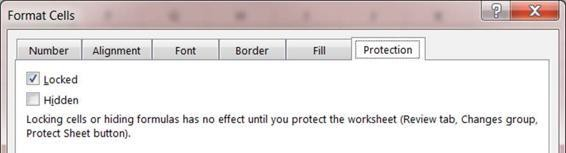 Format Cells
Number Alignment Font Border Fill Protection
Locked
Hidden
Locking cells or hiding formulas has no effect until you protect the worksheet (Review tab, Changes group,
Protect Sheet button).